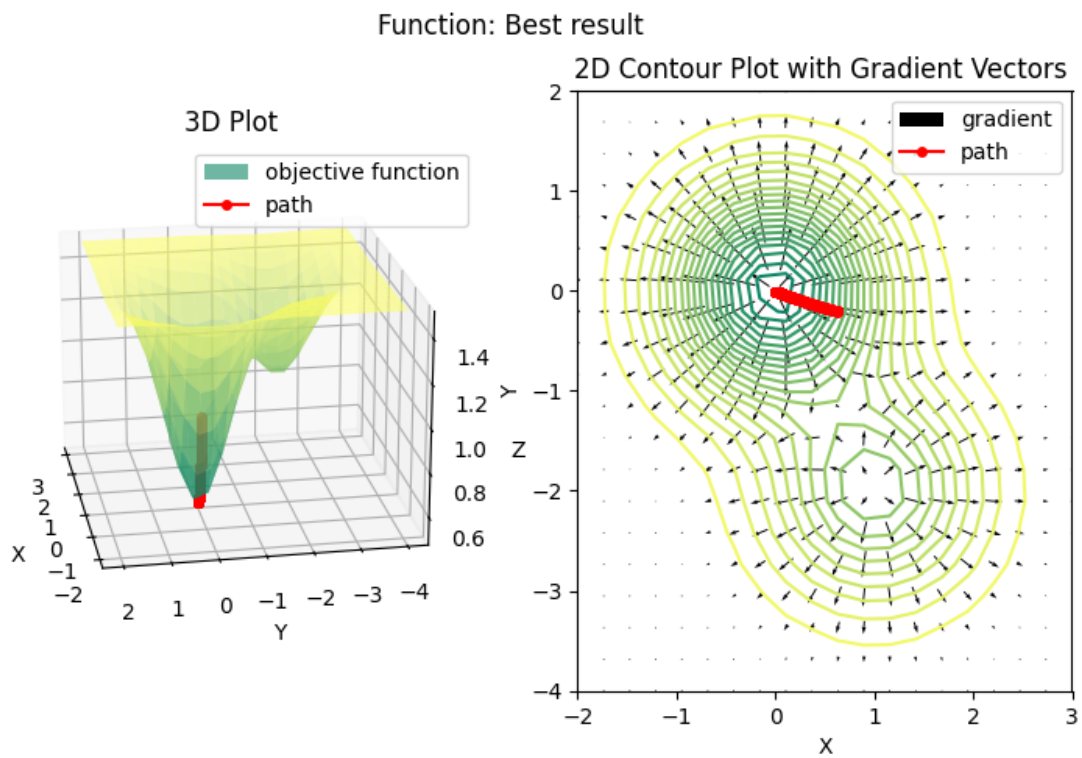 Function: Best result
3D Plot
objective function
path
1.4
1.2
1.0
0.8
0.6
Z
3
2
1
0
−1
−2
X
2
1
0
−1
−2
−3
−4
Y
2D Contour Plot with Gradient Vectors
gradient
path
2
1
0
−1
−2
−3
−4
Y
−2
−1
0
1
2
3
X